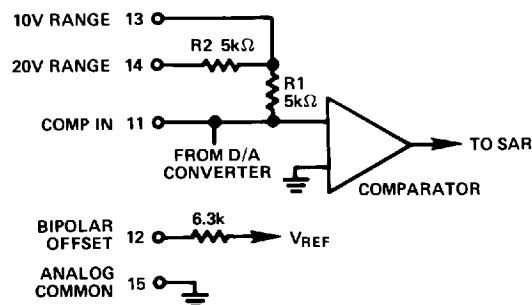 10V RANGE 13
R2 5kΩ
20V RANGE 14
R1
5kΩ
COMP IN 11
TO SAR
FROM D/A
CONVERTER
COMPARATOR
6.3k
BIPOLAR
OFFSET 12
VREF
ANALOG
COMMON 15